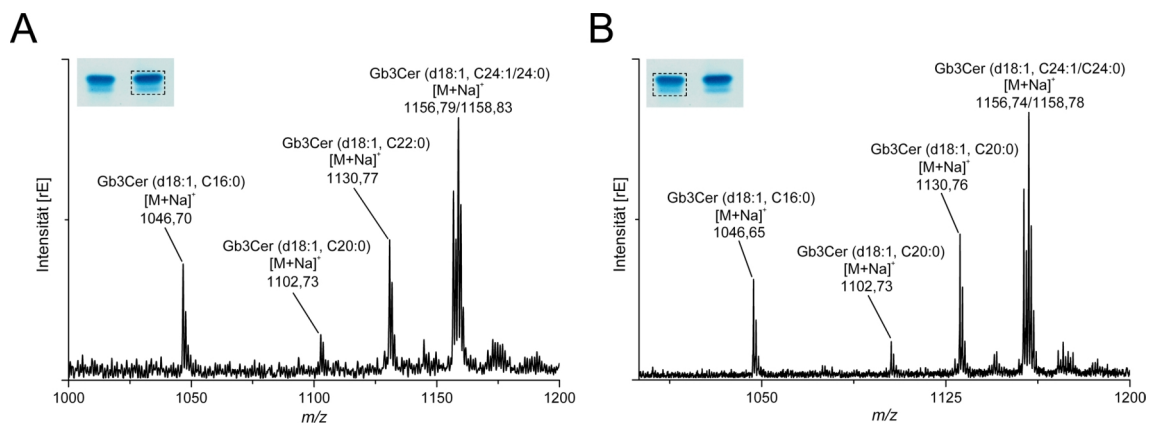 A
Gb3Cer (d18:1, C24:1/24:0)
[M+Na]+
1156,79/1158,83
Gb3Cer (d18:1, C22:0)
[M+Na]+
1130,77
Gb3Cer (d18:1, C16:0)
[M+Na]+
1046,70
Gb3Cer (d18:1, C20:0)
[M+Na]+
1102,73
Intensität [rE]
1000
1050
1100
1150
1200
m/z
B
Gb3Cer (d18:1, C24:1/C24:0)
[M+Na]+
1156,74/1158,78
Gb3Cer (d18:1, C20:0)
[M+Na]+
1130,76
Gb3Cer (d18:1, C16:0)
[M+Na]+
1046,65
Gb3Cer (d18:1, C20:0)
[M+Na]+
1102,73
Intensität [rE]
1050
1125
1200
m/z